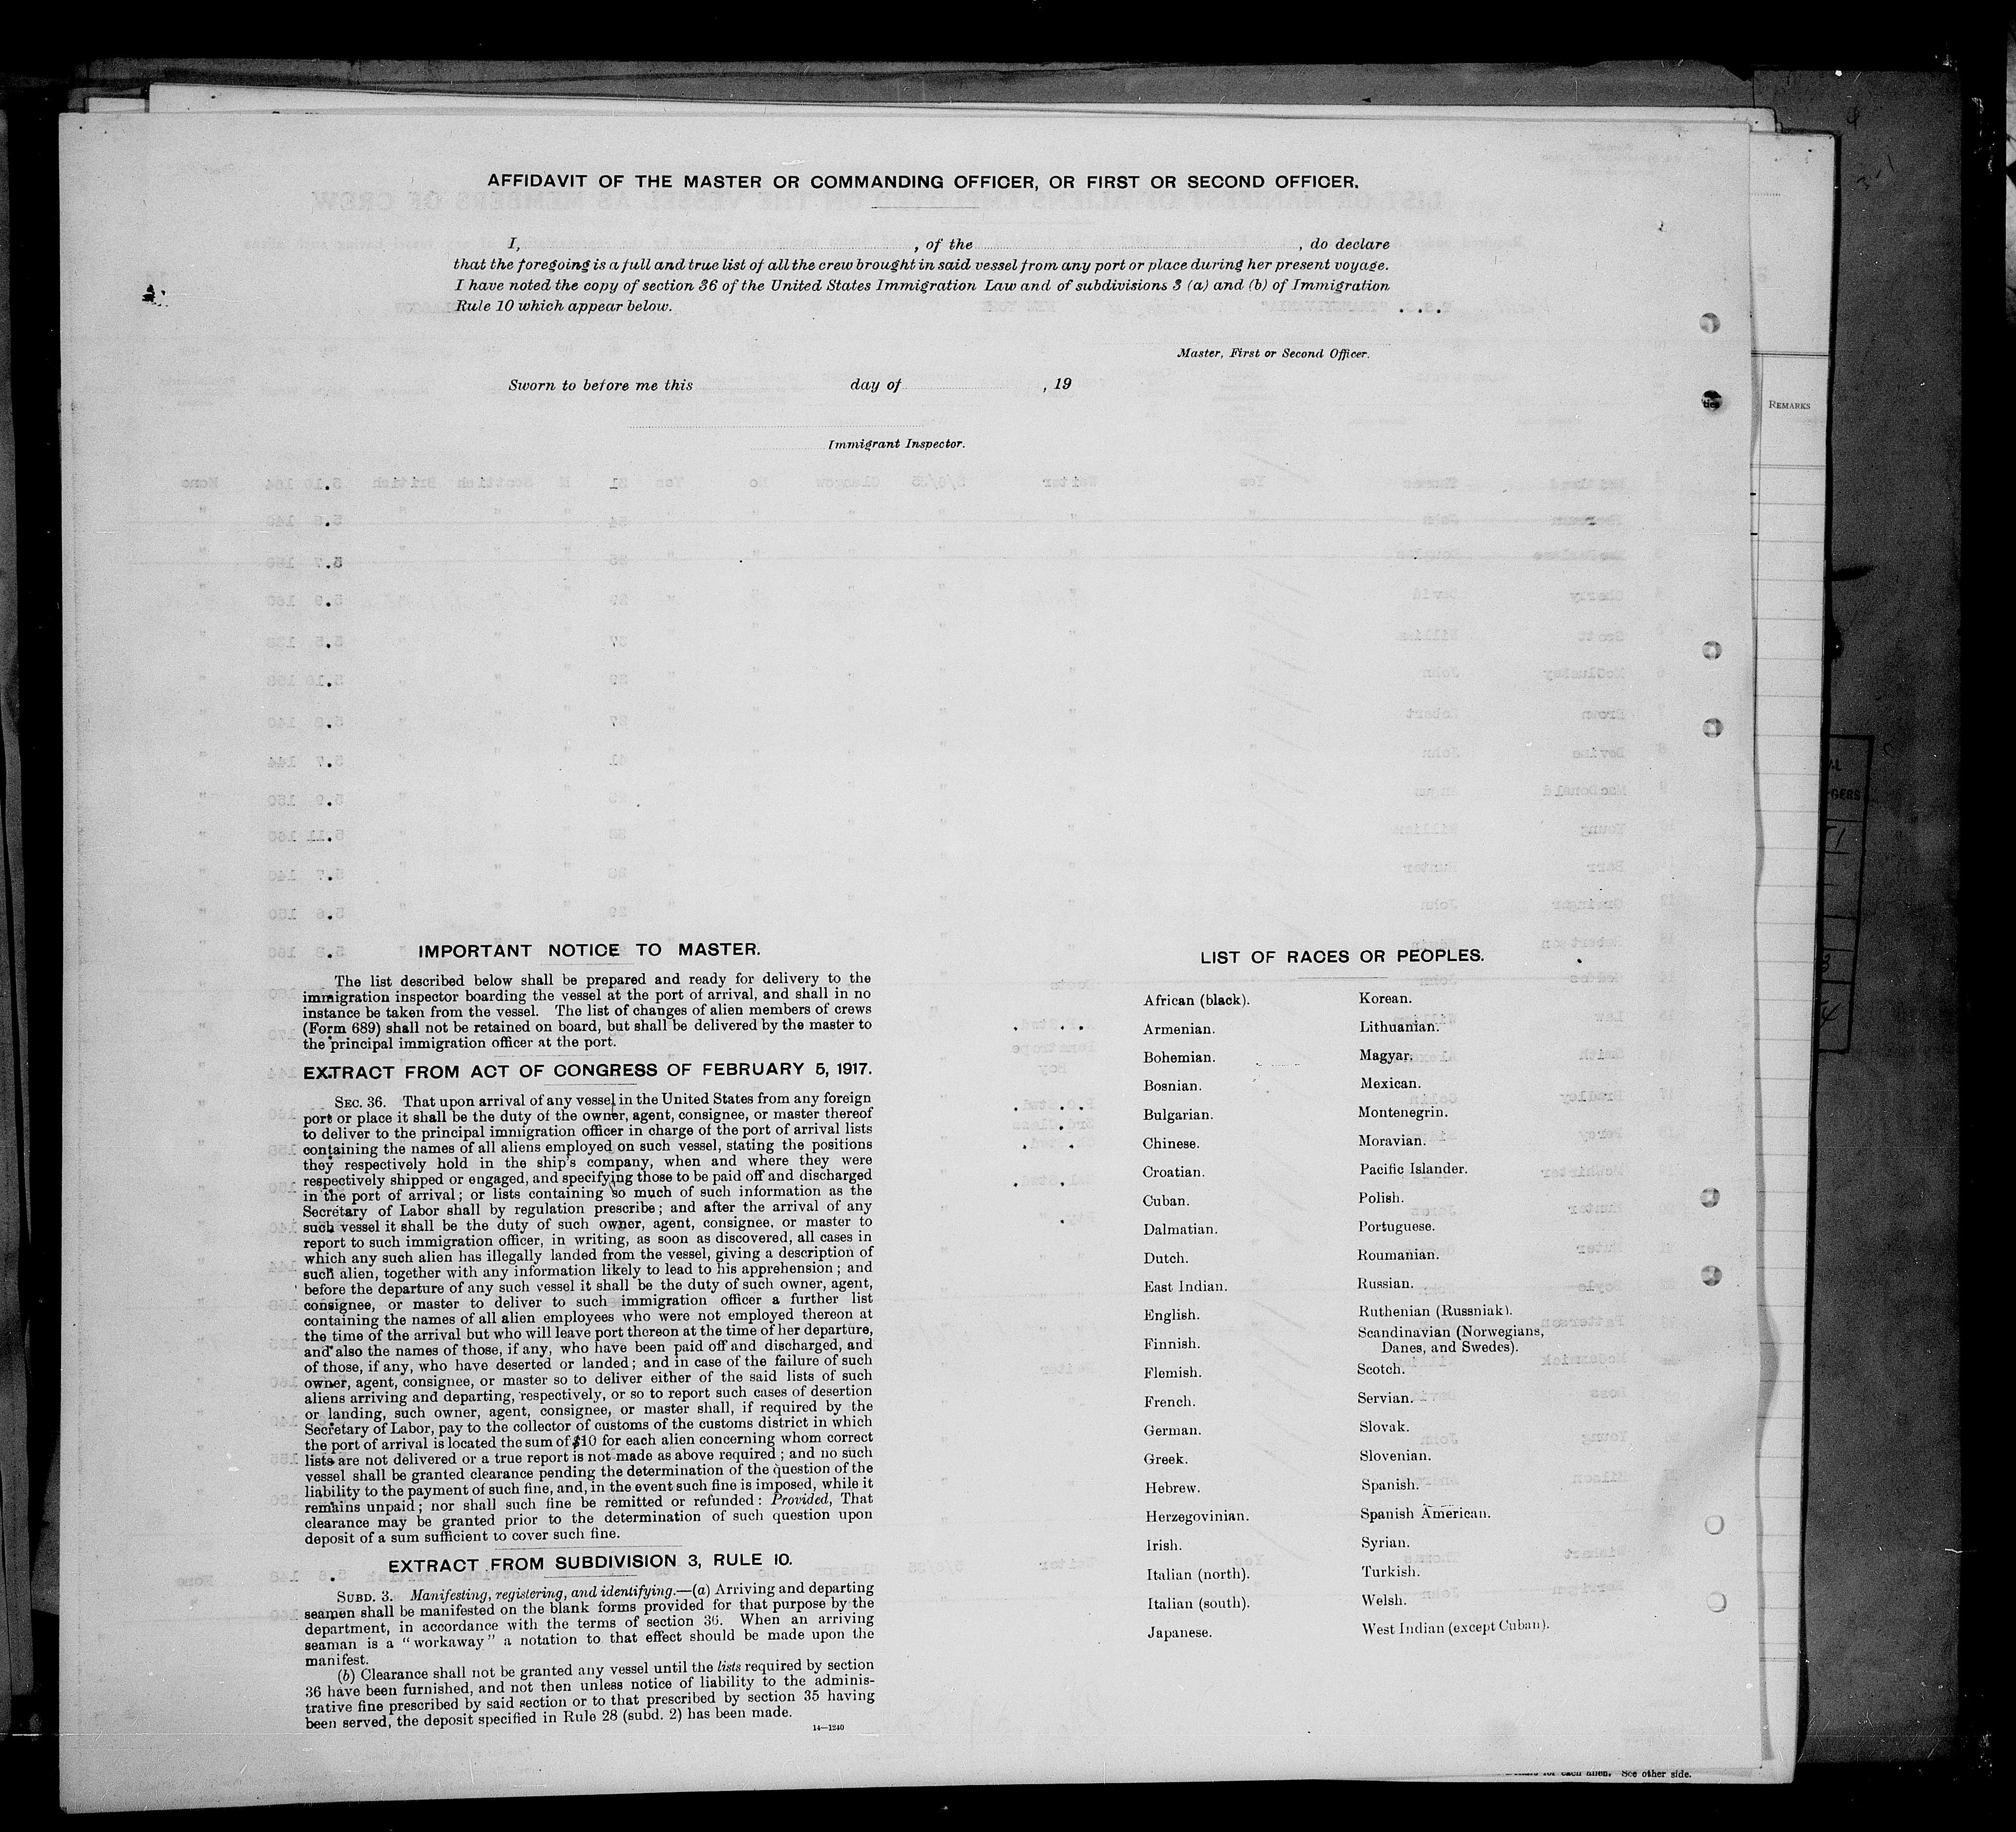 AFFIDAVIT OF THE MASTER OR COMMANDING OFFICER, OR FIRST OR SECOND OFFICER.
I, , of the , do declare
that the foregoing is a full and true list of all the crew brought in said vessel from any port or place during her present voyage.
I have noted the copy of section 36 of the United States Immigration Law and of subdivisions 3 (a) and (b) of Immigration
Rule 10 which appear below.
Master, First or Second Officer.
Sworn to before me this day of , 19
Immigrant Inspector.
REMARKS
IMPORTANT NOTICE TO MASTER.
The list described below shall be prepared and ready for delivery to the
immigration inspector boarding the vessel at the port of arrival, and shall in no
instance be taken from the vessel. The list of changes of alien members of crews
(Form 689) shall not be retained on board, but shall be delivered by the master to
the principal immigration officer at the port.
EXTRACT FROM ACT OF CONGRESS OF FEBRUARY 5, 1917.
SEC. 36. That upon arrival of any vessel in the United States from any foreign
port or place it shall be the duty of the owner, agent, consignee, or master thereof
to deliver to the principal immigration officer in charge of the port of arrival lists
containing the names of all aliens employed on such vessel, stating the positions
they respectively hold in the ship's company, when and where they were
respectively shipped or engaged, and specifying those to be paid off and discharged
in the port of arrival; or lists containing so much of such information as the
Secretary of Labor shall by regulation prescribe; and after the arrival of any
such vessel it shall be the duty of such owner, agent, consignee, or master to
report to such immigration officer, in writing, as soon as discovered, all cases in
which any such alien has illegally landed from the vessel, giving a description of
such alien, together with any information likely to lead to his apprehension; and
before the departure of any such vessel it shall be the duty of such owner, agent,
consignee, or master to deliver to such immigration officer a further list
containing the names of all alien employees who were not employed thereon at
the time of the arrival but who will leave port thereon at the time of her departure,
and also the names of those, if any, who have been paid off and discharged, and
of those, if any, who have deserted or landed; and in case of the failure of such
owner, agent, consignee, or master so to deliver either of the said lists of such
aliens arriving and departing, respectively, or so to report such cases of desertion
or landing, such owner, agent, consignee, or master shall, if required by the
Secretary of Labor, pay to the collector of customs of the customs district in which
the port of arrival is located the sum of $10 for each alien concerning whom correct
lists are not delivered or a true report is not made as above required; and no such
vessel shall be granted clearance pending the determination of the question of the
liability to the payment of such fine, and, in the event such fine is imposed, while it
remains unpaid; nor shall such fine be remitted or refunded: Provided, That
clearance may be granted prior to the determination of such question upon
deposit of a sum sufficient to cover such fine.
EXTRACT FROM SUBDIVISION 3, RULE 10.
SUBD. 3. Manifesting, registering, and identifying.—(a) Arriving and departing
seamen shall be manifested on the blank forms provided for that purpose by the
department, in accordance with the terms of section 36. When an arriving
seaman is a "workaway" a notation to that effect should be made upon the
manifest.
(b) Clearance shall not be granted any vessel until the lists required by section
36 have been furnished, and not then unless notice of liability to the adminis-
trative fine prescribed by said section or to that prescribed by section 35 having
been served, the deposit specified in Rule 28 (subd. 2) has been made.
14—1240
LIST OF RACES OR PEOPLES.
African (black).
Armenian.
Bohemian.
Bosnian.
Bulgarian.
Chinese.
Croatian.
Cuban.
Dalmatian.
Dutch.
East Indian.
English.
Finnish.
Flemish.
French.
German.
Greek.
Hebrew.
Herzegovinian.
Irish.
Italian (north).
Italian (south).
Japanese.
Korean.
Lithuanian.
Magyar.
Mexican.
Montenegrin.
Moravian.
Pacific Islander.
Polish.
Portuguese.
Roumanian.
Russian.
Ruthenian (Russniak).
Scandinavian (Norwegians,
Danes, and Swedes).
Scotch.
Servian.
Slovak.
Slovenian.
Spanish.
Spanish American.
Syrian.
Turkish.
Welsh.
West Indian (except Cuban).
for each alien. See other side.